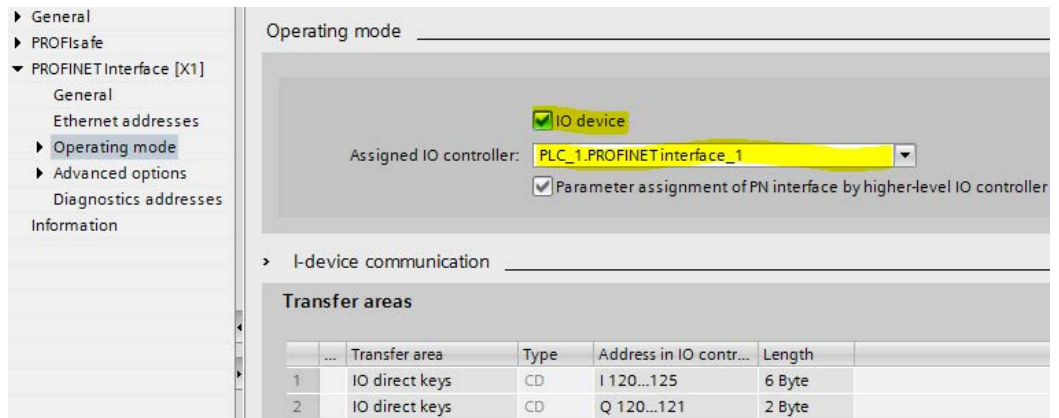 General
PROFIsafe
PROFINET Interface [X1]
General
Ethernet addresses
Operating mode
Advanced options
Diagnostics addresses
Information
Operating mode
IO device
Assigned IO controller: PLC_1.PROFINET interface_1
Parameter assignment of PN interface by higher-level IO controller
I-device communication
Transfer areas
... Transfer area Type Address in IO contr... Length
1 IO direct keys CD I 120...125 6 Byte
2 IO direct keys CD Q 120...121 2 Byte